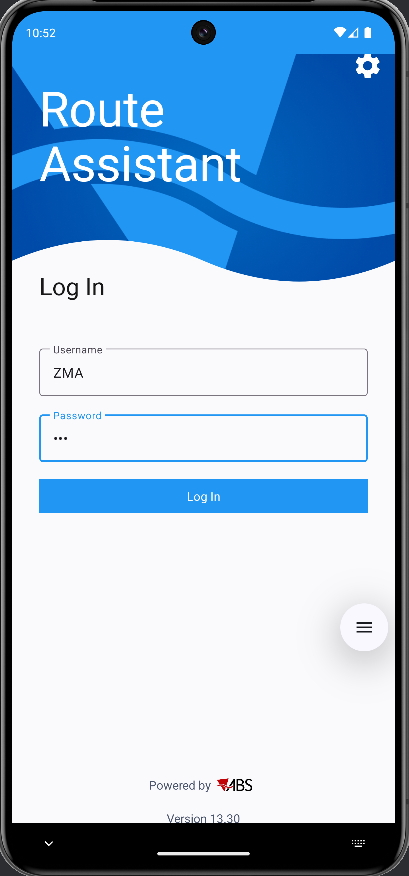 10:52
Route
Assistant
Log In
Username
ZMA
Password
•••
Log In
Powered by ABS
Version 13.30